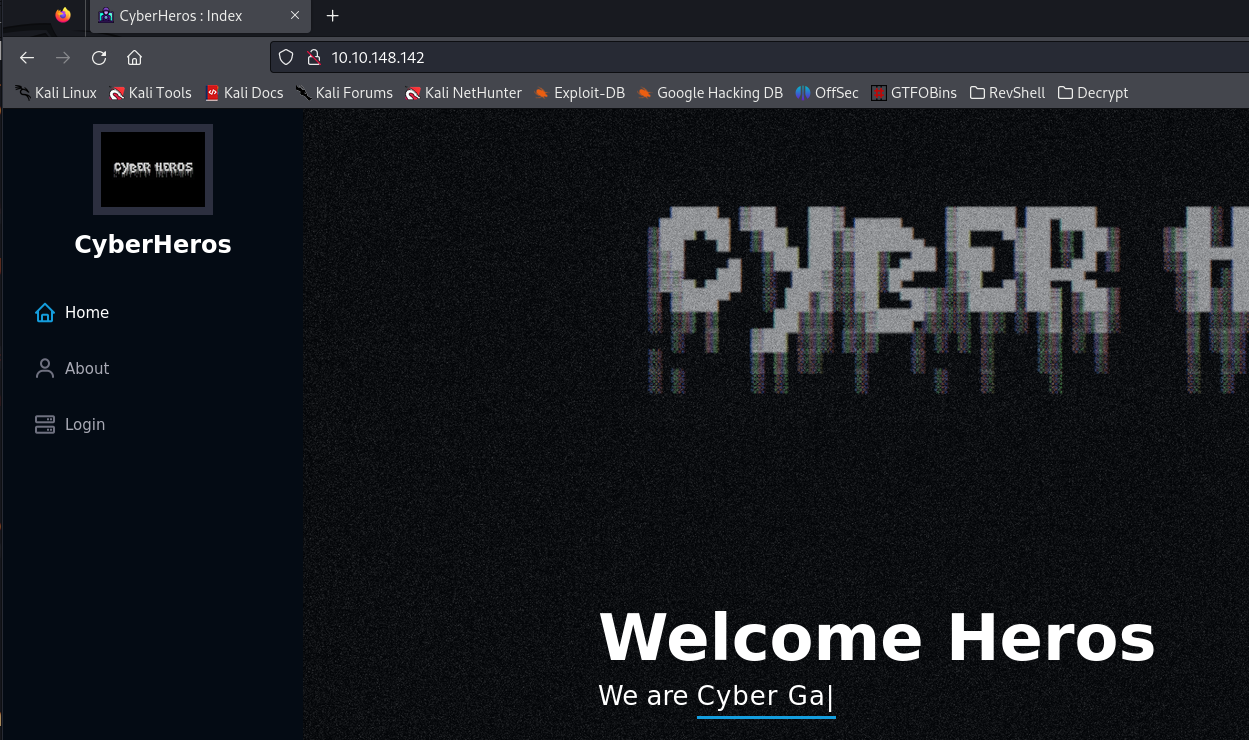 CyberHeros : Index
10.10.148.142
Kali Linux Kali Tools Kali Docs Kali Forums Kali NetHunter Exploit-DB Google Hacking DB OffSec GTFOBins RevShell Decrypt
CYBER HEROS
CyberHeros
Home
About
Login
CYBER H
Welcome Heros
We are Cyber Ga|